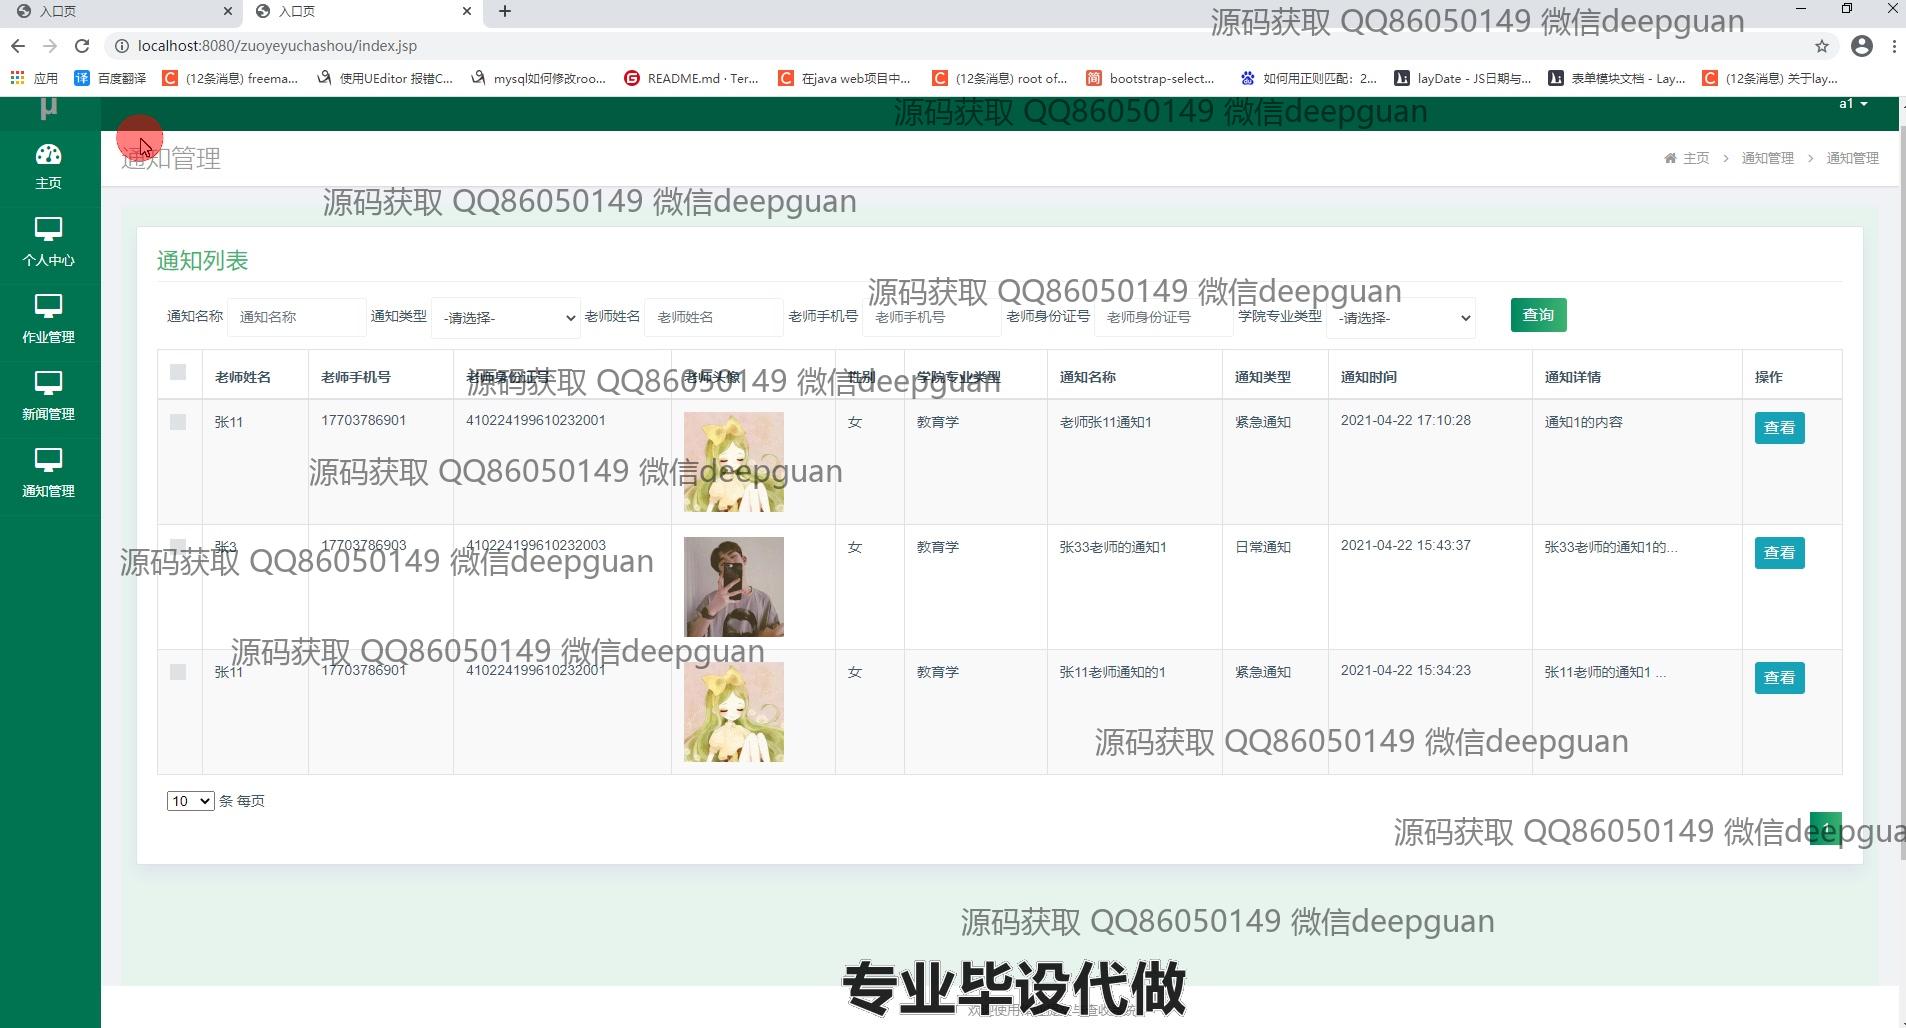 入口页
入口页
源码获取 QQ86050149 微信deepguan
localhost:8080/zuoyeyuchashou/index.jsp
应用
百度翻译
(12条消息) freema...
使用UEditor 报错C...
mysql如何修改roo...
README.md · Ter...
在java web项目中...
(12条消息) root of...
bootstrap-select...
如何用正则匹配：2...
layDate - JS日期与...
表单模块文档 - Lay...
(12条消息) 关于lay...
μ
源码获取 QQ86050149 微信deepguan
a1
通知管理
主页 > 通知管理 > 通知管理
主页
个人中心
作业管理
新闻管理
通知管理
源码获取 QQ86050149 微信deepguan
通知列表
源码获取 QQ86050149 微信deepguan
通知名称 通知名称 通知类型 -请选择- 老师姓名 老师姓名 老师手机号 老师手机号 老师身份证号 老师身份证号 学院专业类型 -请选择- 查询
老师姓名 老师手机号 老师身份证号 老师头像 性别 学院专业类型 通知名称 通知类型 通知时间 通知详情 操作
源码获取 QQ86050149 微信deepguan
张11 17703786901 410224199610232001 女 教育学 老师张11通知1 紧急通知 2021-04-22 17:10:28 通知1的内容 查看
源码获取 QQ86050149 微信deepguan
张3 17703786903 410224199610232003 女 教育学 张33老师的通知1 日常通知 2021-04-22 15:43:37 张33老师的通知1的... 查看
源码获取 QQ86050149 微信deepguan
源码获取 QQ86050149 微信deepguan
张11 17703786901 410224199610232001 女 教育学 张11老师通知的1 紧急通知 2021-04-22 15:34:23 张11老师的通知1 ... 查看
源码获取 QQ86050149 微信deepguan
10 条 每页
源码获取 QQ86050149 微信deepgua
1
源码获取 QQ86050149 微信deepguan
专业毕设代做